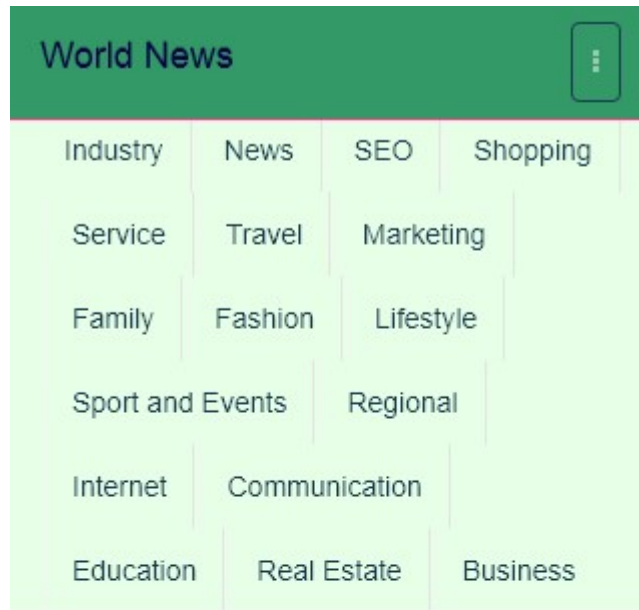 World News
Industry News SEO Shopping
Service Travel Marketing
Family Fashion Lifestyle
Sport and Events Regional
Internet Communication
Education Real Estate Business